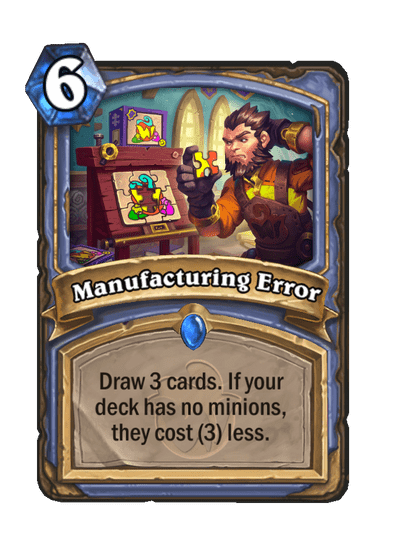 6
Manufacturing Error
Draw 3 cards. If your
deck has no minions,
they cost (3) less.